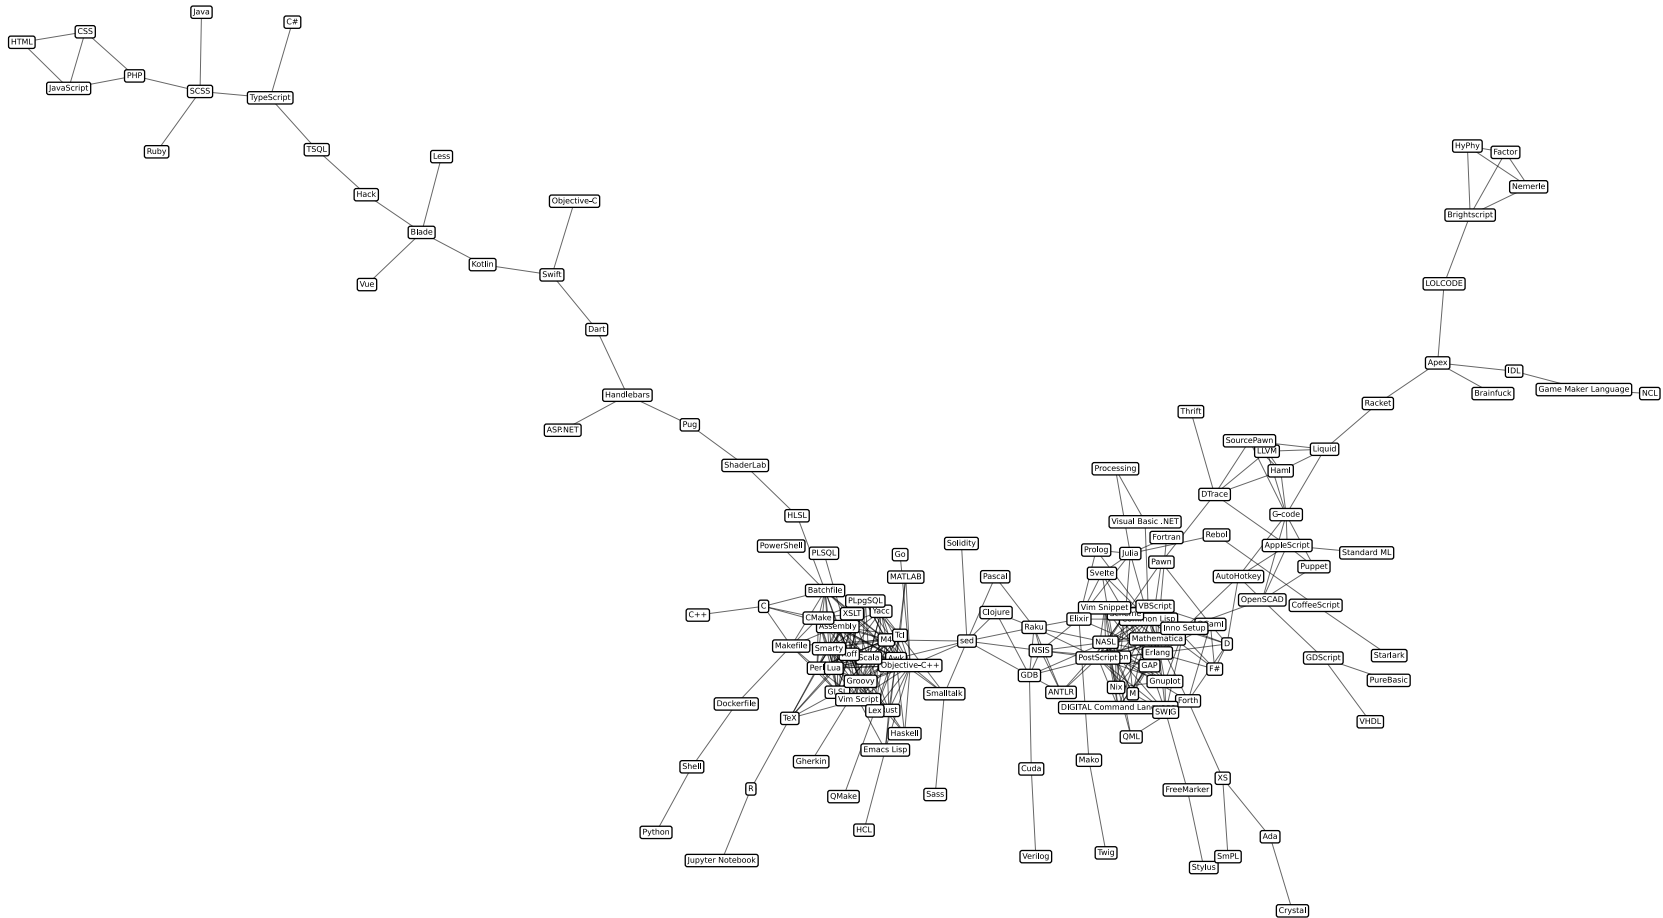 Java
C#
CSS
HTML
PHP
JavaScript
SCSS
TypeScript
Ruby
TSQL
Less
Hack
Objective-C
Blade
Kotlin
Swift
Vue
Dart
Handlebars
ASP.NET
Pug
ShaderLab
HLSL
HyPhy
Factor
Nemerle
Brightscript
LOLCODE
Apex
IDL
Game Maker Language
NCL
Brainfuck
Racket
Thrift
SourcePawn
LLVM
Liquid
Haml
Processing
DTrace
G-code
Visual Basic .NET
Fortran
Rebol
AppleScript
Standard ML
Prolog
Julia
Pawn
Puppet
Svelte
AutoHotkey
OpenSCAD
CoffeeScript
Starlark
GDScript
PureBasic
VHDL
PowerShell
PLSQL
Go
MATLAB
Solidity
Pascal
Batchfile
PLpgSQL
XSLT
Yacc
C
C++
CMake
Assembly
Tcl
M4
Makefile
Smarty
Scala
Objective-C++
Lua
Groovy
Vim Script
Lex
TeX
Dockerfile
Haskell
Emacs Lisp
Gherkin
Shell
R
QMake
HCL
Python
Jupyter Notebook
sed
Clojure
Raku
NSIS
GDB
ANTLR
Smalltalk
Sass
Cuda
Verilog
Vim Snippet
VBScript
Elixir
Inno Setup
NASL
Mathematica
D
PostScript
Erlang
GAP
F#
Nix
M
Gnuplot
Forth
DIGITAL Command
SWIG
QML
Mako
Twig
FreeMarker
Stylus
XS
SmPL
Ada
Crystal